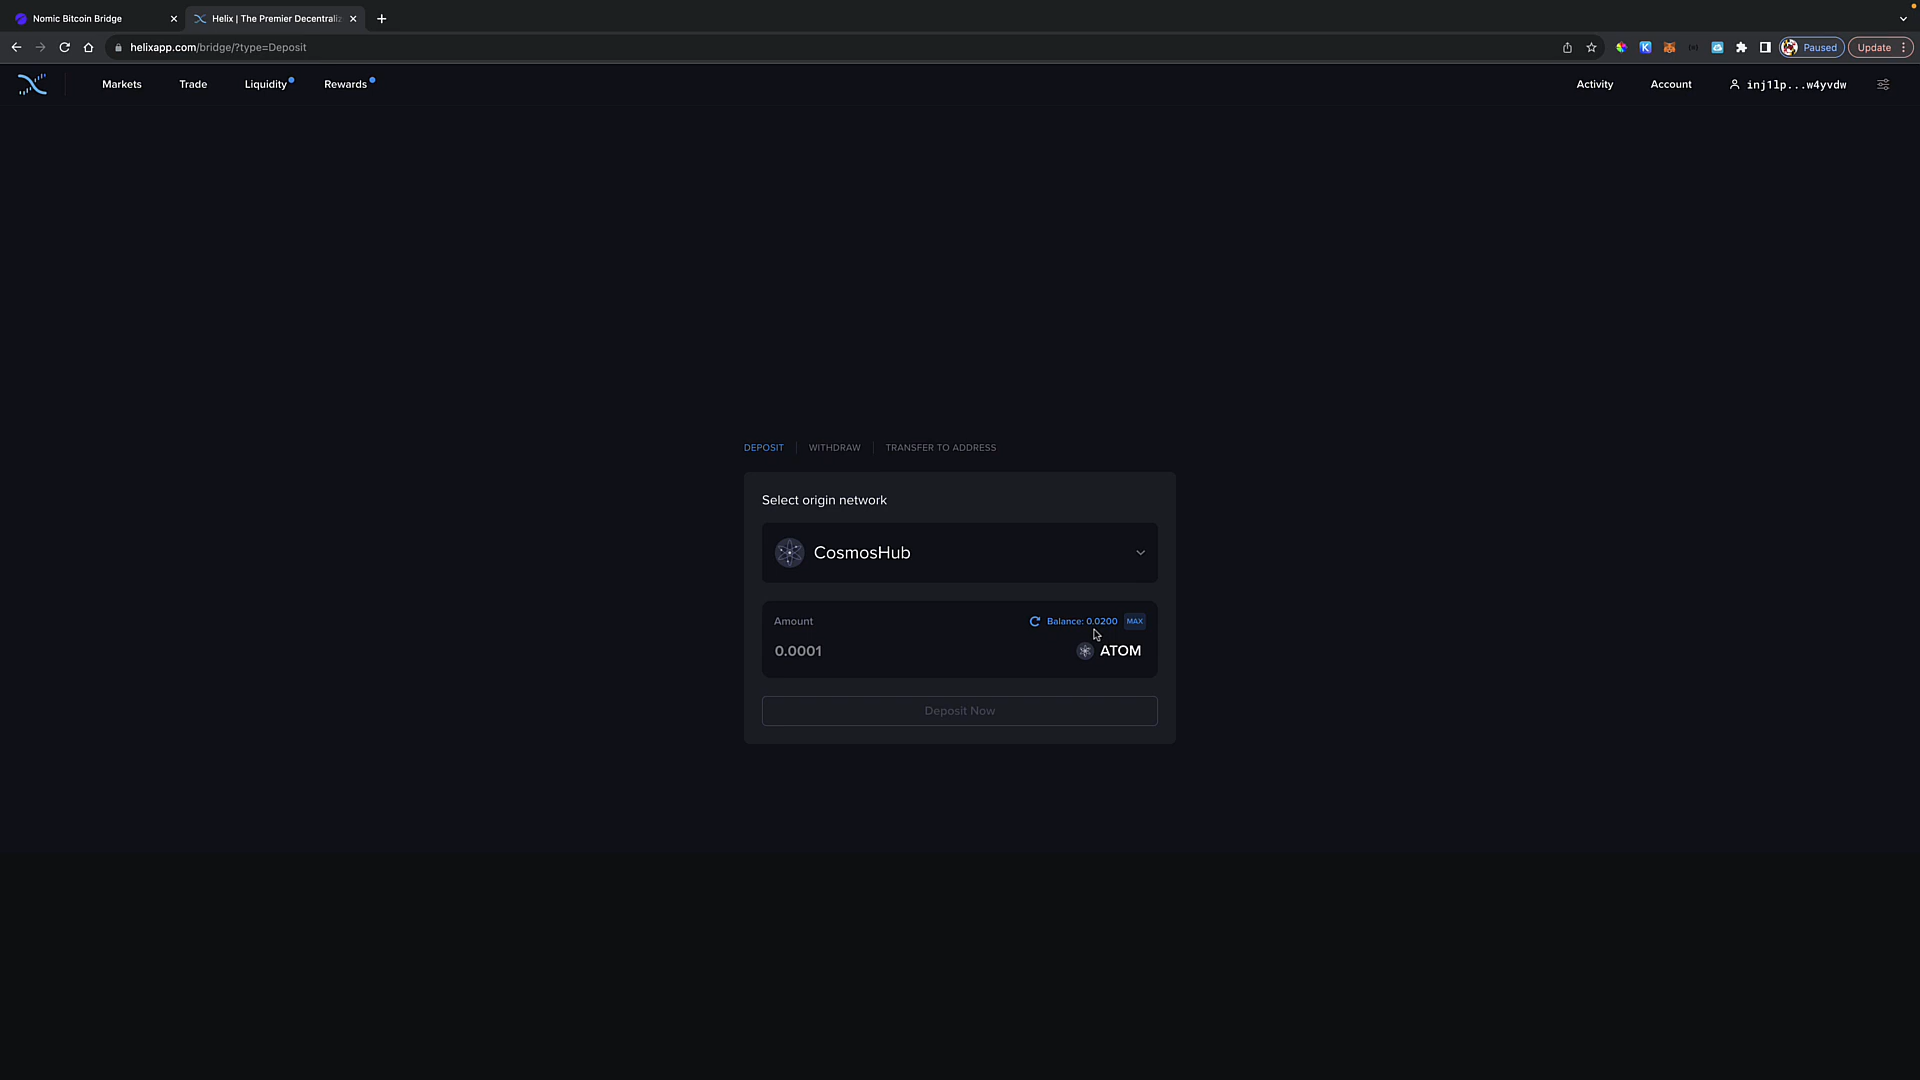 Nomic Bitcoin Bridge
Helix | The Premier Decentraliz
helixapp.com/bridge/?type=Deposit
K
Paused
Update
Markets
Trade
Liquidity
Rewards
Activity
Account
inj1lp...w4yvdw
DEPOSIT
WITHDRAW
TRANSFER TO ADDRESS
Select origin network
CosmosHub
Amount
Balance: 0.0200
MAX
0.0001
ATOM
Deposit Now